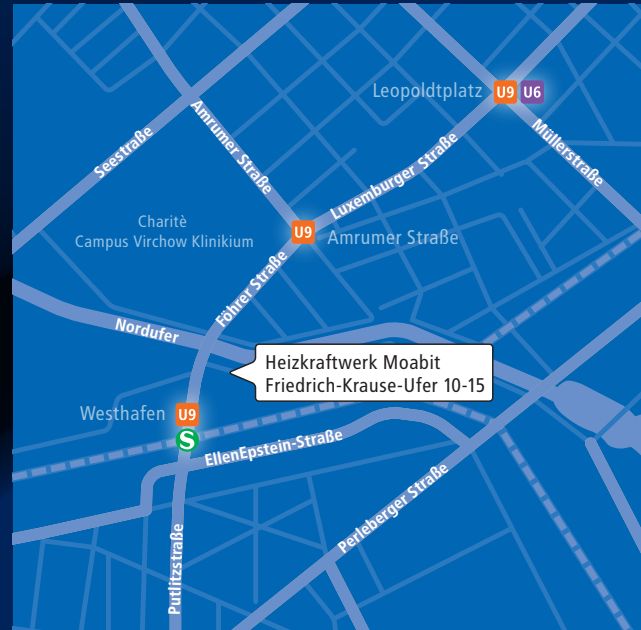 Leopoldtplatz U9 U6
Amrumer Straße
Seestraße
Müllerstraße
Luxemburger Straße
Charitè
Campus Virchow Klinikium
U9 Amrumer Straße
Föhrer Straße
Nordufer
Heizkraftwerk Moabit
Friedrich-Krause-Ufer 10-15
Westhafen U9
S
EllenEpstein-Straße
Perleberger Straße
Putlitzstraße